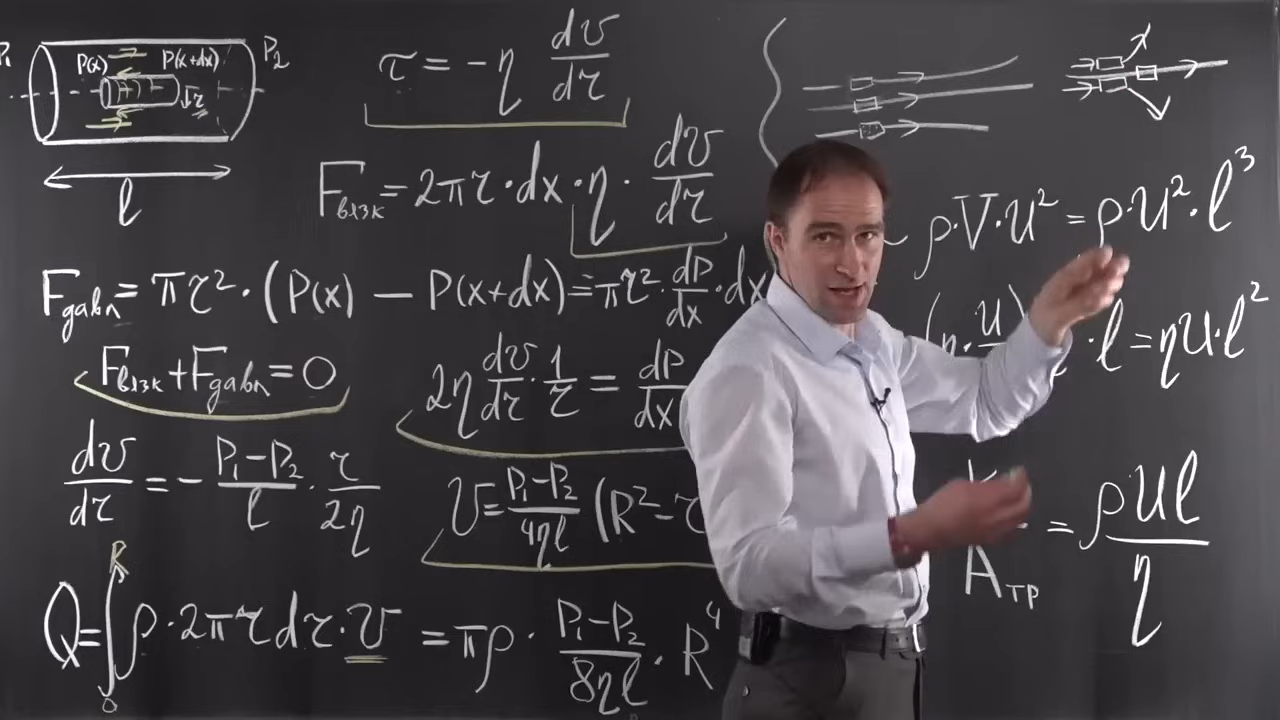 P₁ P(x) P(x+dx) r P₂
l
τ = -η dv/dr
F вязк = 2πr·dx·η·dv/dr
F давл = πr²·(P(x) - P(x+dx)) = πr²·dP/dx·dx
F вязк + F давл = 0
2η dv/dr·1/r = dP/dx
dv/dr = - P₁-P₂/l · r/2η
v = P₁-P₂/4ηl (R² - r
Q = ∫₀ᴿ ρ·2πr dr·v = πρ·P₁-P₂/8ηl·R⁴
~ ρ·V·u² = ρ·u²·l³
(η·u ·l = ηu·l²
A тр = ρul/η